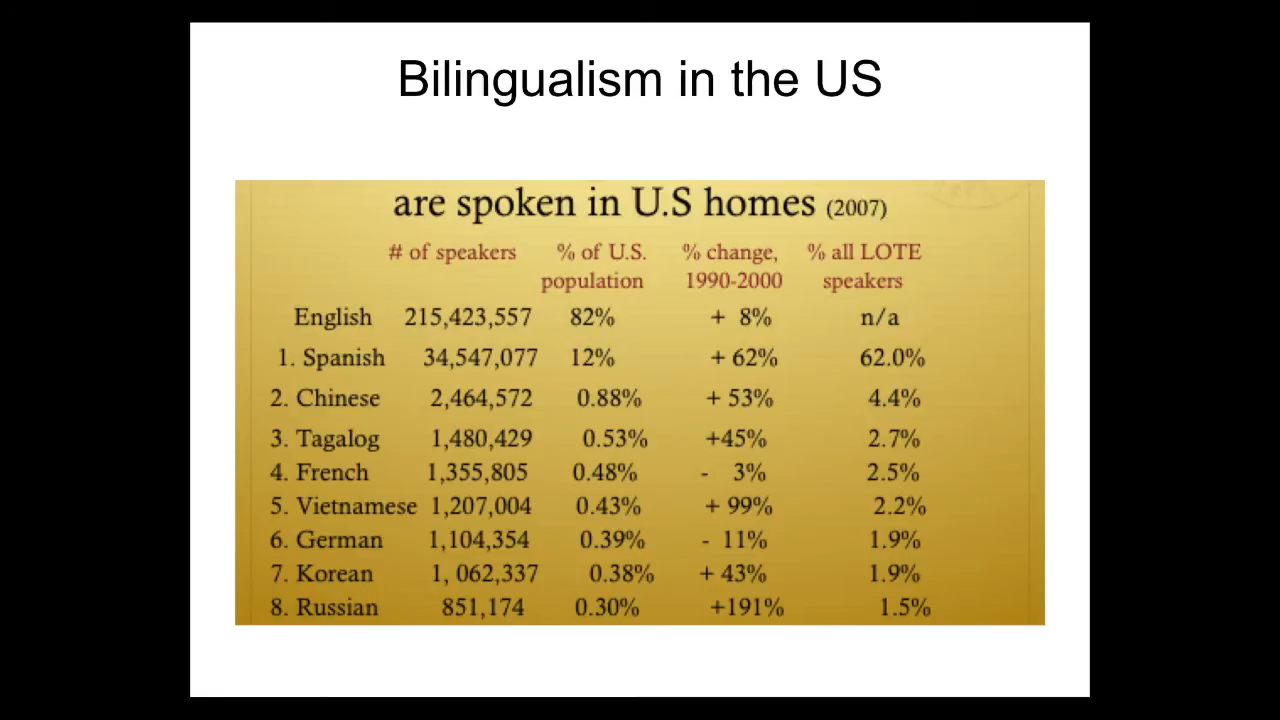 Bilingualism in the US
are spoken in U.S homes (2007)
# of speakers % of U.S. % change, % all LOTE
population 1990-2000 speakers
English 215,423,557 82% + 8% n/a
1. Spanish 34,547,077 12% + 62% 62.0%
2. Chinese 2,464,572 0.88% + 53% 4.4%
3. Tagalog 1,480,429 0.53% +45% 2.7%
4. French 1,355,805 0.48% - 3% 2.5%
5. Vietnamese 1,207,004 0.43% + 99% 2.2%
6. German 1,104,354 0.39% - 11% 1.9%
7. Korean 1, 062,337 0.38% + 43% 1.9%
8. Russian 851,174 0.30% +191% 1.5%